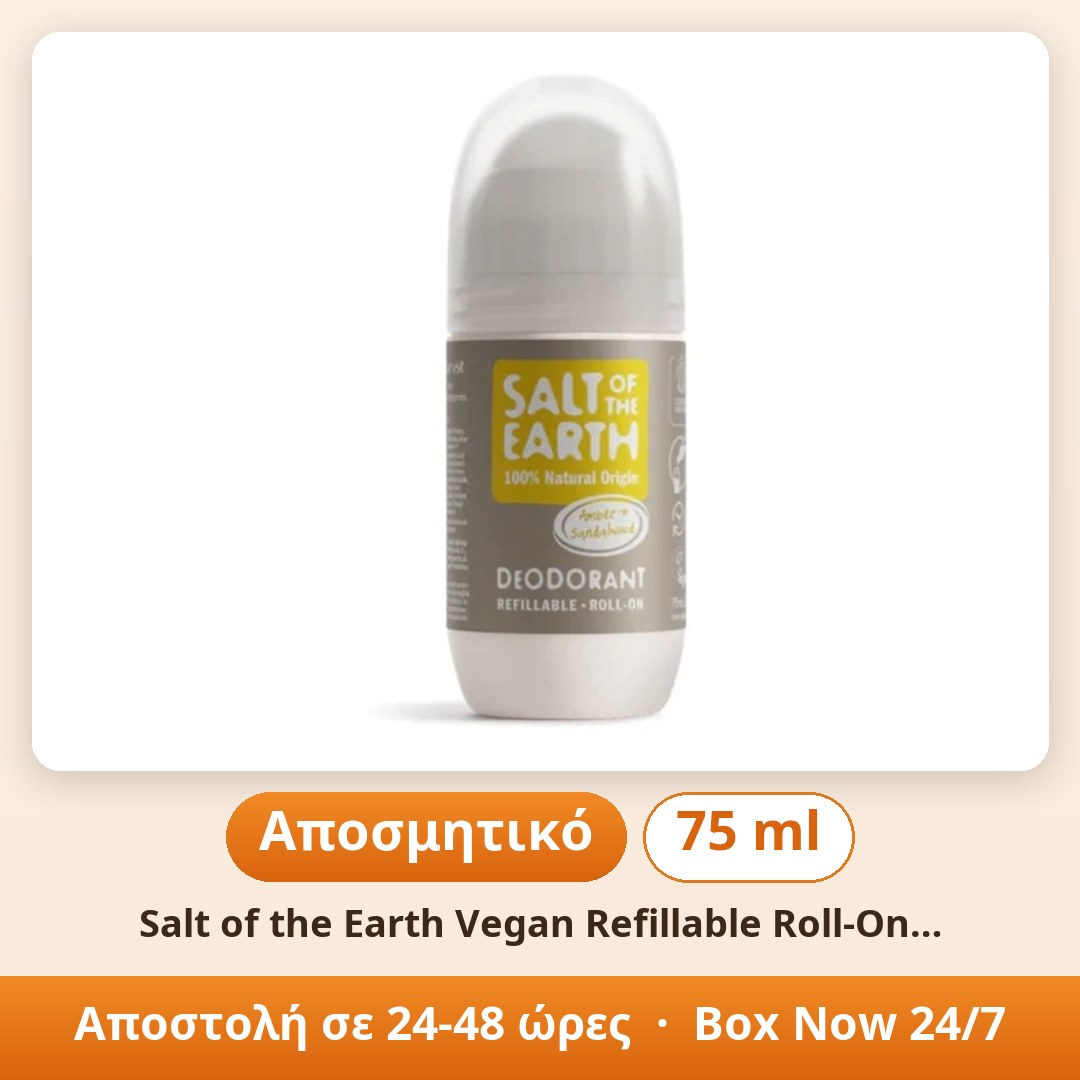 SALT OF THE
EARTH
100% Natural Origin
Amber +
Sandalwood
DEODORANT
REFILLABLE • ROLL-ON
Αποσμητικό
75 ml
Salt of the Earth Vegan Refillable Roll-On...
Αποστολή σε 24-48 ώρες · Box Now 24/7